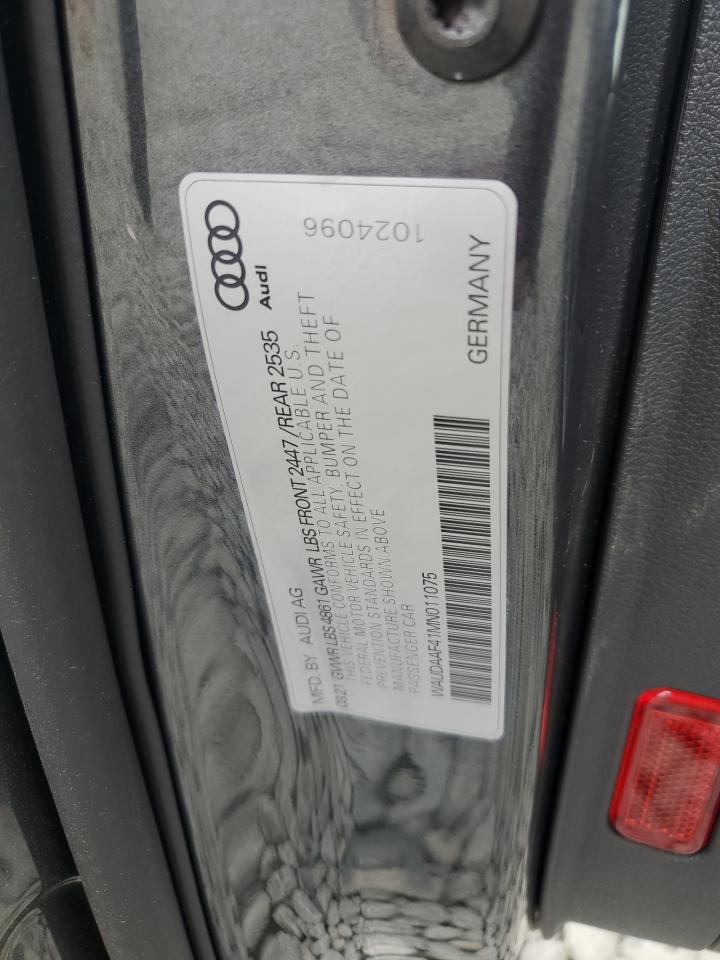 MFD. BY AUDI AG
03.21 GVWR LBS 4861 GAWR LBS FRONT 2447/REAR 2535
THIS VEHICLE CONFORMS TO ALL APPLICABLE U.S.
FEDERAL MOTOR VEHICLE SAFETY, BUMPER AND THEFT
PREVENTION STANDARDS IN EFFECT ON THE DATE OF
MANUFACTURE SHOWN ABOVE
PASSENGER CAR
WAUDAAF41MN011075
GERMANY
Audi
1024096